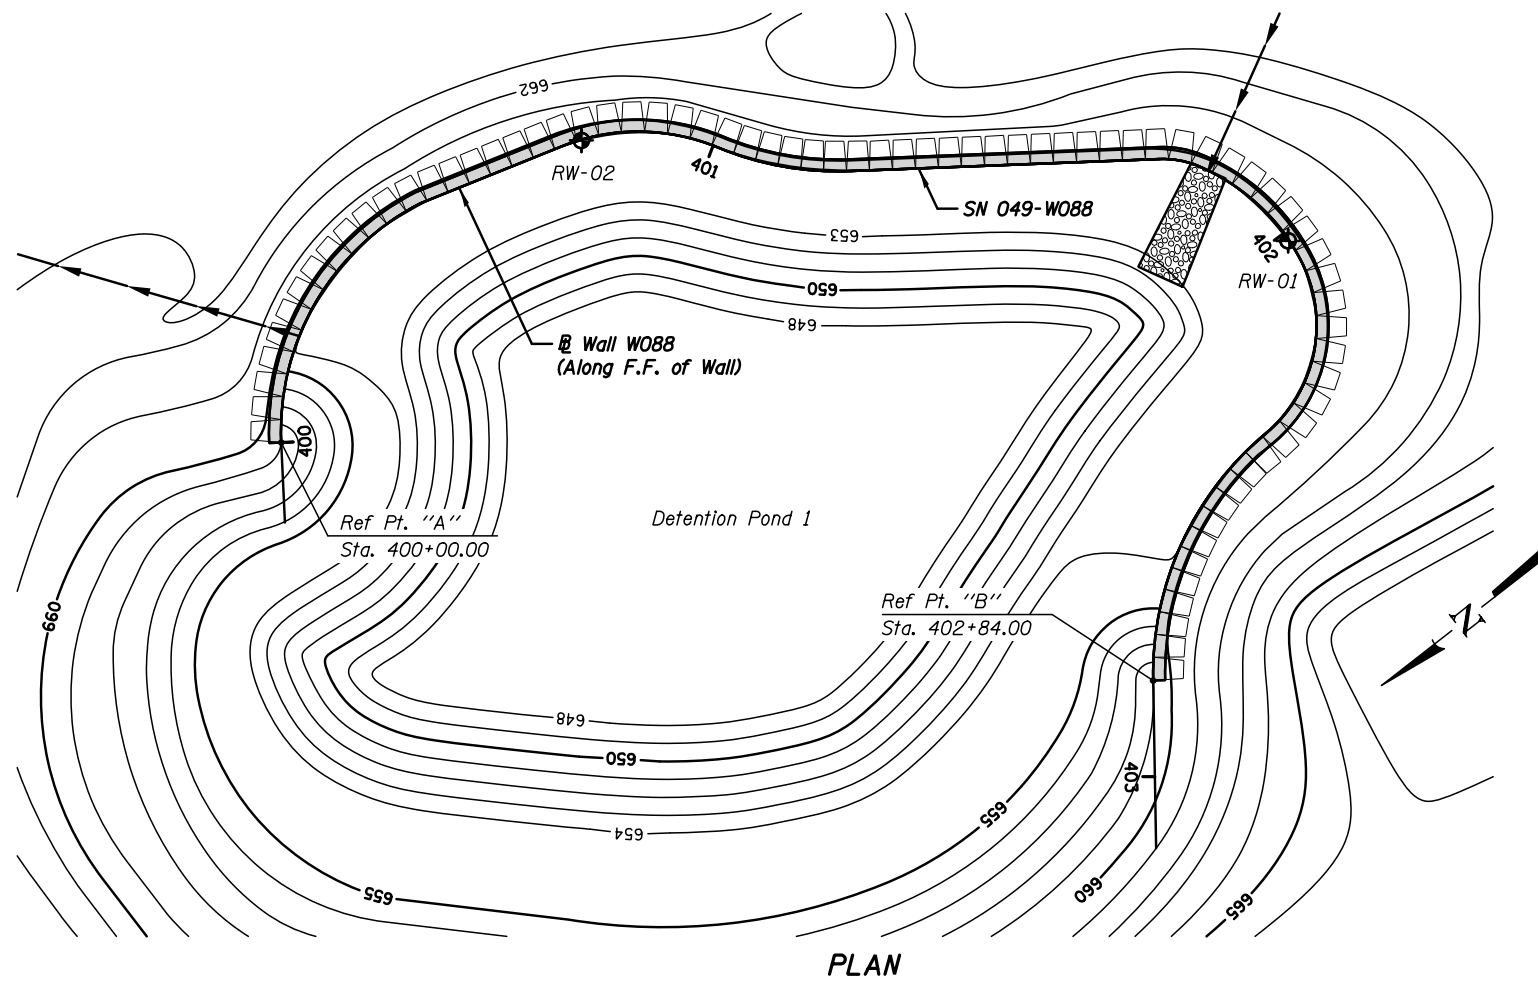 662
RW-02
401
SN 049-W088
653
402
RW-01
650
648
℄ Wall W088
(Along F.F. of Wall)
400
Ref Pt. "A"
Sta. 400+00.00
Detention Pond 1
Ref Pt. "B"
Sta. 402+84.00
660
N
648
650
403
655
654
655
660
665
PLAN